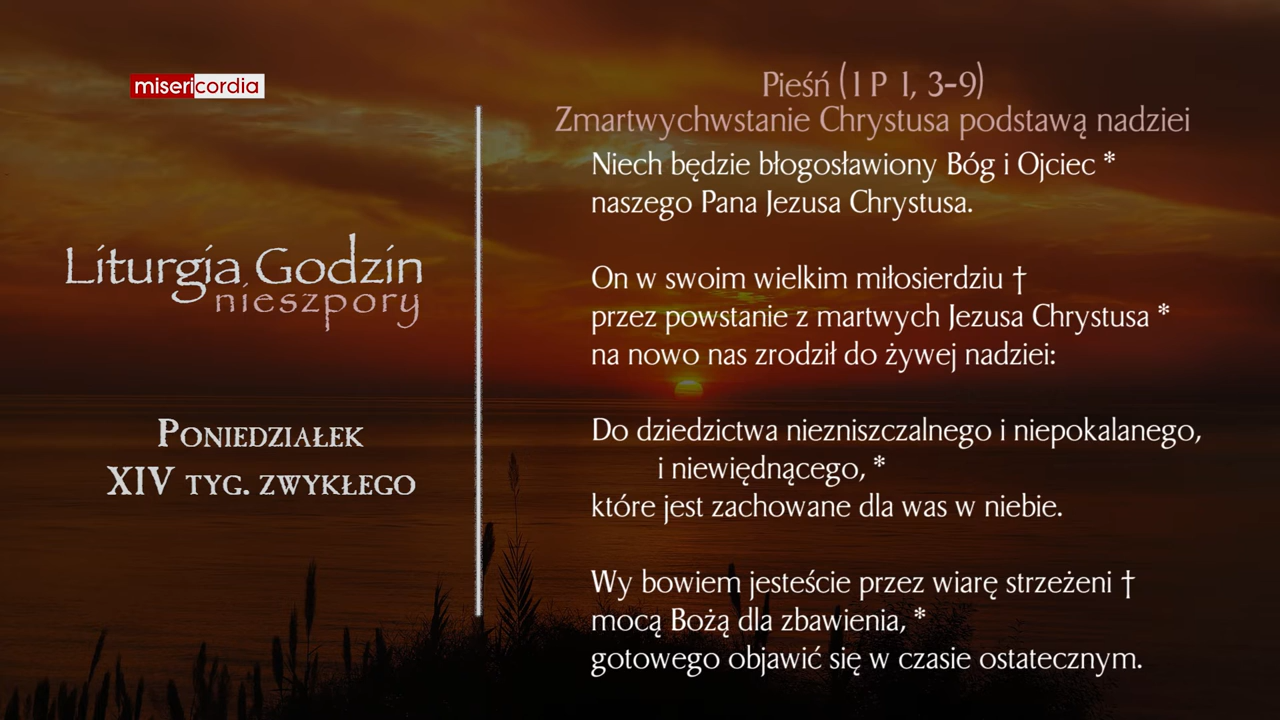 misericordia
Liturgia Godzin
nieszpory
Poniedziałek
XIV tyg. zwykłego
Pieśń (1 P 1, 3-9)
Zmartwychwstanie Chrystusa podstawą nadziei
Niech będzie błogosławiony Bóg i Ojciec *
naszego Pana Jezusa Chrystusa.
On w swoim wielkim miłosierdziu †
przez powstanie z martwych Jezusa Chrystusa *
na nowo nas zrodził do żywej nadziei:
Do dziedzictwa niezniszczalnego i niepokalanego,
i niewiędnącego, *
które jest zachowane dla was w niebie.
Wy bowiem jesteście przez wiarę strzeżeni †
mocą Bożą dla zbawienia, *
gotowego objawić się w czasie ostatecznym.